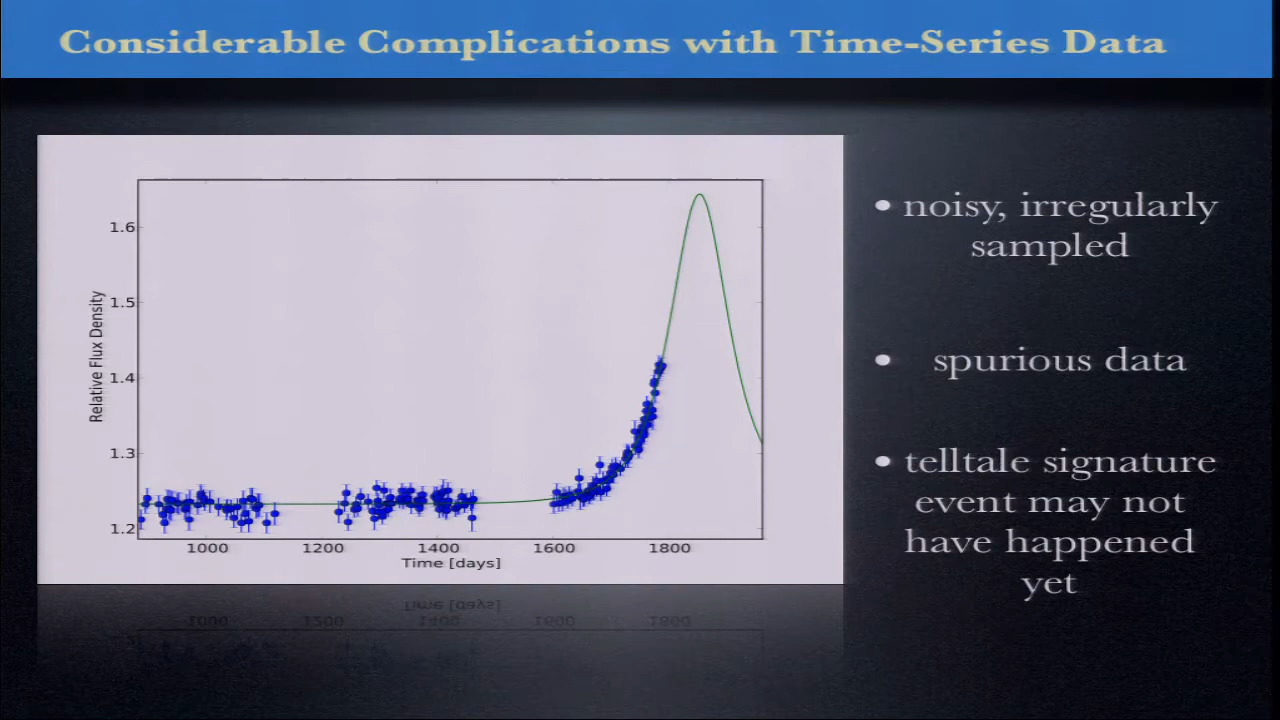 Considerable Complications with Time-Series Data
1.6
1.5
1.4
1.3
1.2
Relative Flux Density
1000 1200 1400 1600 1800
Time [days]
• noisy, irregularly
sampled
• spurious data
• telltale signature
event may not
have happened
yet